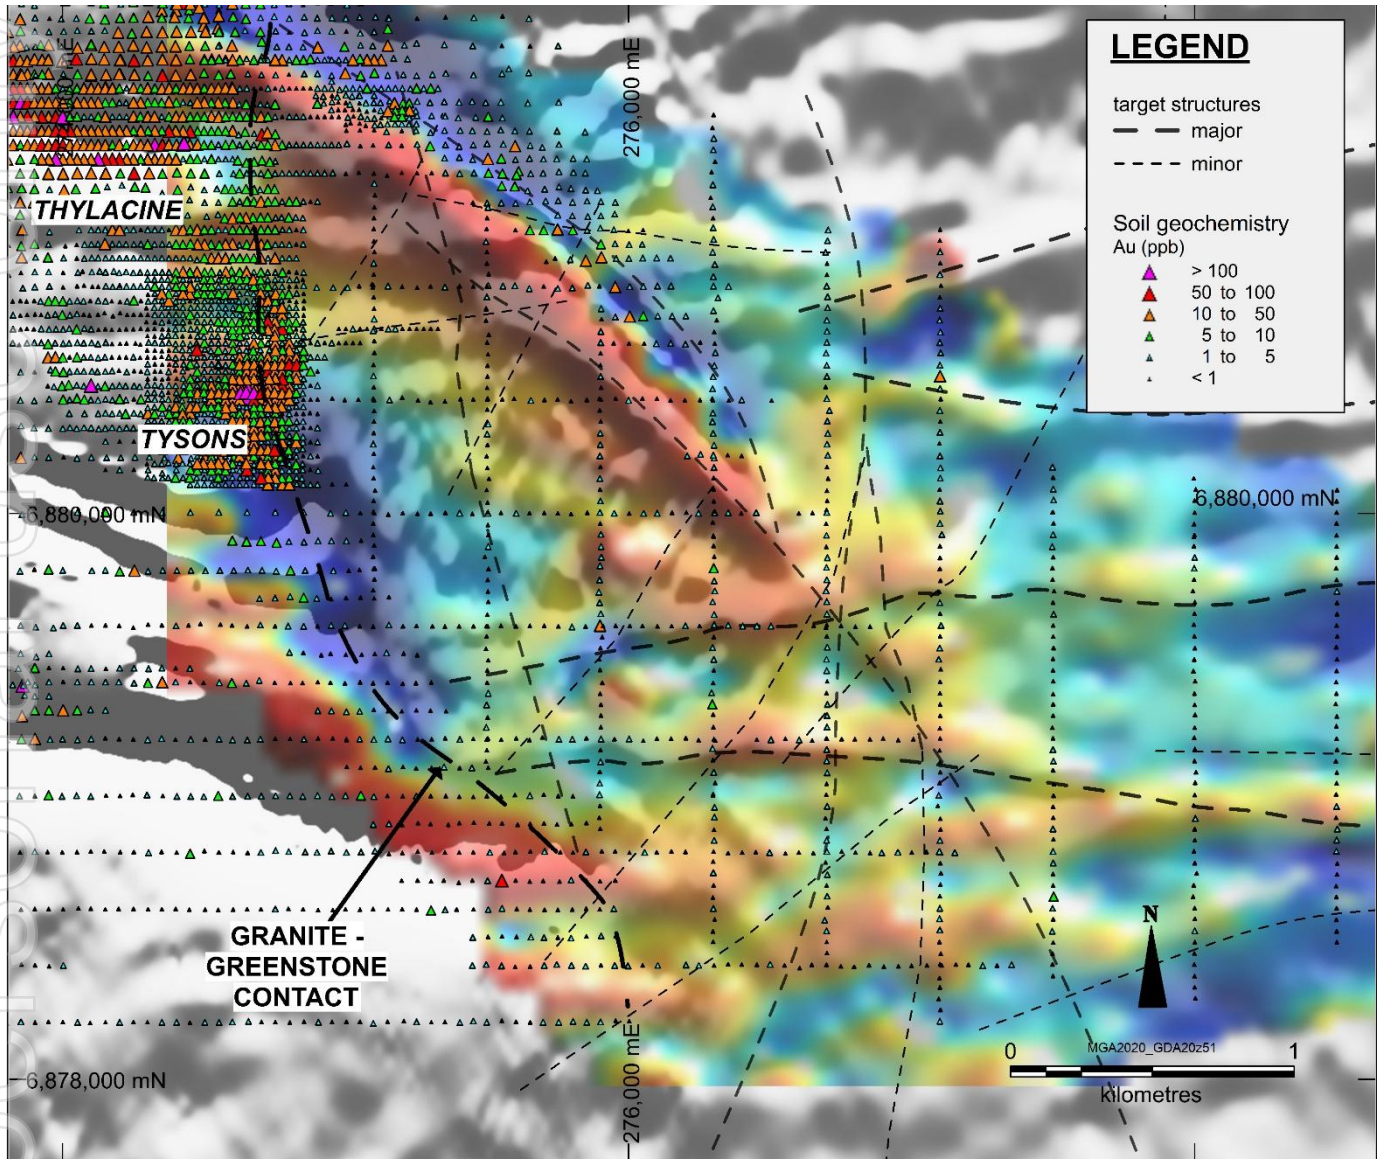 LEGEND
target structures
major
minor
Soil geochemistry
Au (ppb)
> 100
50 to 100
10 to 50
5 to 10
1 to 5
< 1
276,000 mE
THYLACINE
TYSONS
6,880,000 mN
6,880,000 mN
GRANITE -
GREENSTONE
CONTACT
N
0 MGA2020_GDA20z51 1
kilometres
6,878,000 mN
276,000 mE